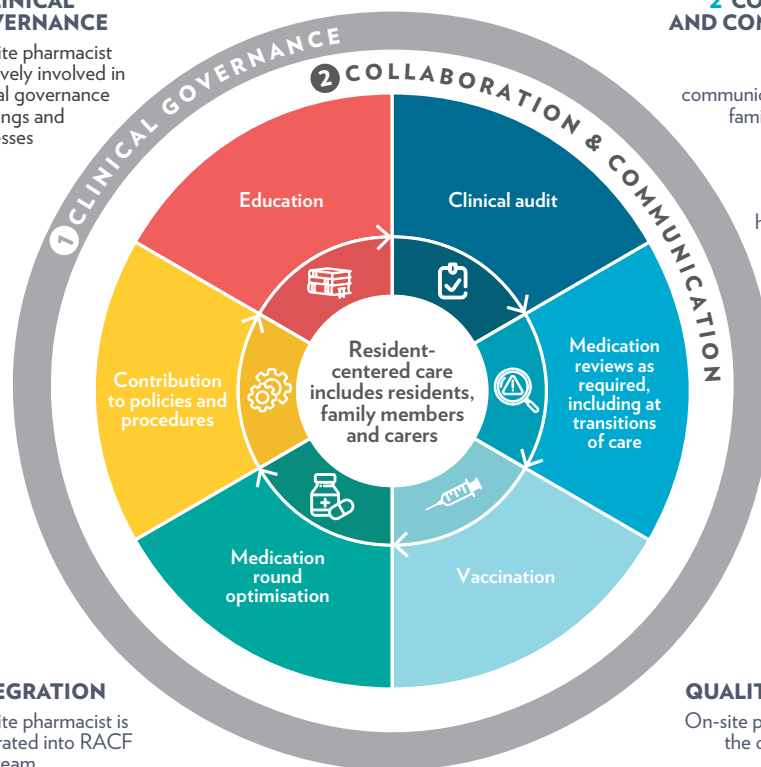 VERNANCE
ite pharmacist
vely involved in
al governance
ngs and
esses
2 CO
AND CON
communic
fami
h
1 CLINICAL GOVERNANCE
2 COLLABORATION & COMMUNICATION
Education
Clinical audit
Medication
reviews as
required,
including at
transitions
of care
Vaccination
Medication
round
optimisation
Contribution
to policies and
procedures
Resident-
centered care
includes residents,
family members
and carers
EGRATION
ite pharmacist is
rated into RACF
team
QUALIT
On-site p
the c